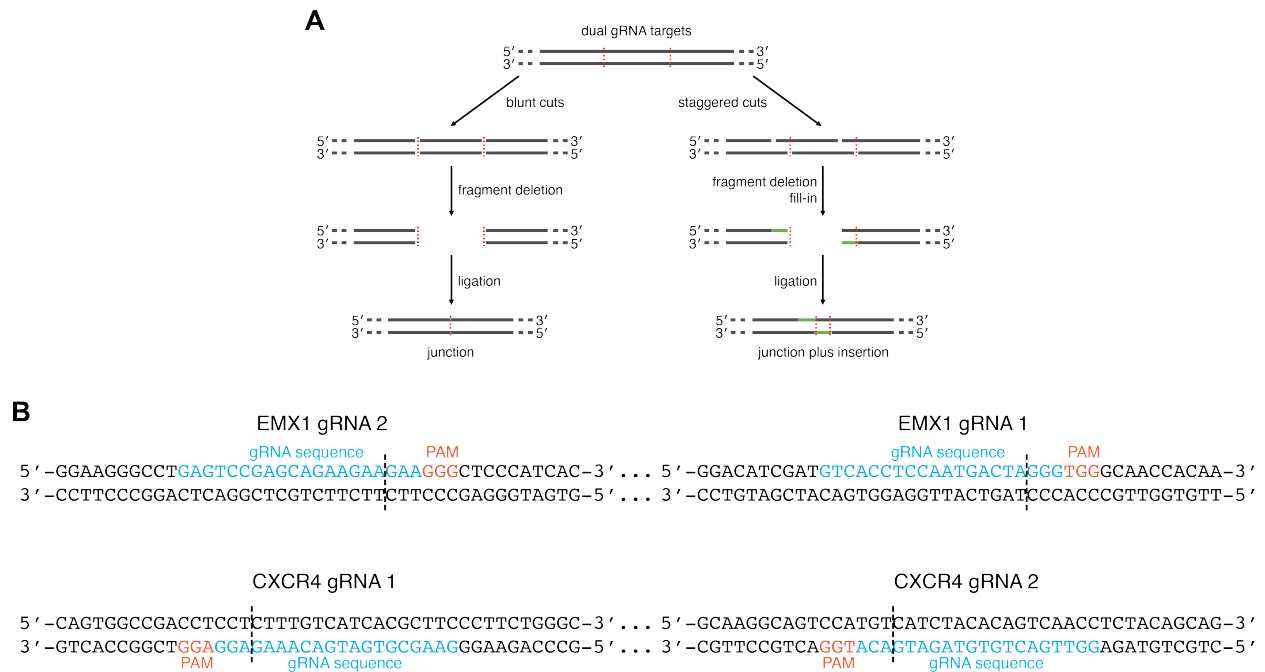 A
dual gRNA targets
5′ 3′
3′ 5′
blunt cuts staggered cuts
5′ 3′ 5′ 3′
3′ 5′ 3′ 5′
fragment deletion fragment deletion
fill-in
5′ 3′ 5′ 3′
3′ 5′ 3′ 5′
ligation ligation
5′ 3′ 5′ 3′
3′ 5′ 3′ 5′
junction junction plus insertion
B
EMX1 gRNA 2 EMX1 gRNA 1
gRNA sequence PAM gRNA sequence PAM
5′-GGAAGGGCCTGAGTCCGAGCAGAAGAAGAAGGGCTCCCATCAC-3′... 5′-GGACATCGATGTCACCTCCAATGACTAGGGTGGGCAACCACAA-3′
3′-CCTTCCCGGACTCAGGCTCGTCTTCTTCTTCCCGAGGGTAGTG-5′... 3′-CCTGTAGCTACAGTGGAGGTTACTGATCCCACCCGTTGGTGTT-5′
CXCR4 gRNA 1 CXCR4 gRNA 2
5′-CAGTGGCCGACCTCCTCTTTGTCATCACGCTTCCCTTCTGGGC-3′... 5′-GCAAGGCAGTCCATGTCATCTACACAGTCAACCTCTACAGCAG-3′
3′-GTCACCGGCTGGAGGAGAAACAGTAGTGCGAAGGGAAGACCCG-5′... 3′-CGTTCCGTCAGGTACAGTAGATGTGTCAGTTGGAGATGTCGTC-5′
PAM gRNA sequence PAM gRNA sequence